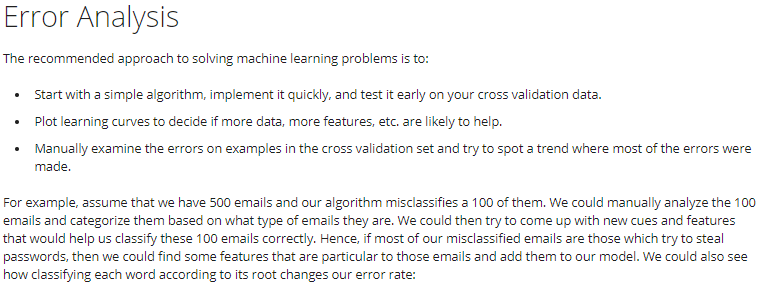 Error Analysis
The recommended approach to solving machine learning problems is to:
• Start with a simple algorithm, implement it quickly, and test it early on your cross validation data.
• Plot learning curves to decide if more data, more features, etc. are likely to help.
• Manually examine the errors on examples in the cross validation set and try to spot a trend where most of the errors were
made.
For example, assume that we have 500 emails and our algorithm misclassifies a 100 of them. We could manually analyze the 100
emails and categorize them based on what type of emails they are. We could then try to come up with new cues and features
that would help us classify these 100 emails correctly. Hence, if most of our misclassified emails are those which try to steal
passwords, then we could find some features that are particular to those emails and add them to our model. We could also see
how classifying each word according to its root changes our error rate: